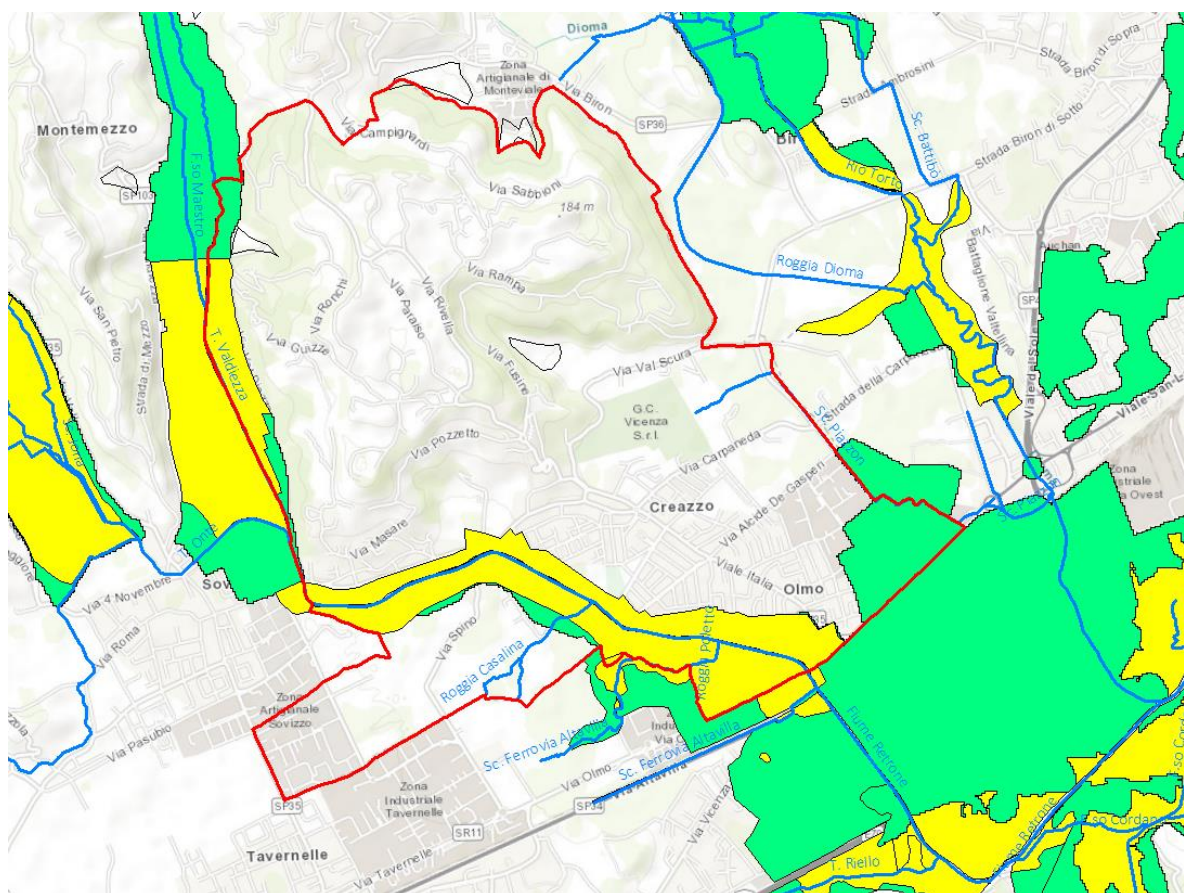 Dioma
Strada Biron di Sopra
Zona
Artigianale di
Monteviale
Strada Ambrosini
Via Biron
Montemezzo
SP36
Sc. Battibò
Strada Biron di Sotto
Via Campignardi
Fso Maestro
Rio Torto
SP103
Via Sabbioni
184 m
Via Battaglione Valtellina
Auchan
Roggia Dioma
Via Rampa
Via San Pietro
Strada di Mezzo
Via Ronchi
Via Paraiso
Via Rivella
Viale del Sole
T. Valdiezza
Via Fusine
Via Val Scura
G.C.
Vicenza
S.r.l.
Sc. Piazzon
Via Pozzetto
Via Carpaneda
Zona
Via Alcide De Gasperi
Creazzo
Via Masare
Viale Italia
Olmo
Via 4 Novembre
Via Roma
Via Spino
Roggia Poletto
Roggia Casalina
Zona
Artigianale
Sovizzo
Via Pasubio
Sc. Ferrovia Altavilla
Sc. Ferrovia Altavilla
Fiume Retrone
Via Olmo
Via Altavilla
SP35
SP34
Zona
Industriale
Tavernelle
Via Vicenza
SR11
Tavernelle
Via Tavernelle
T. Riello
Fiume Retrone